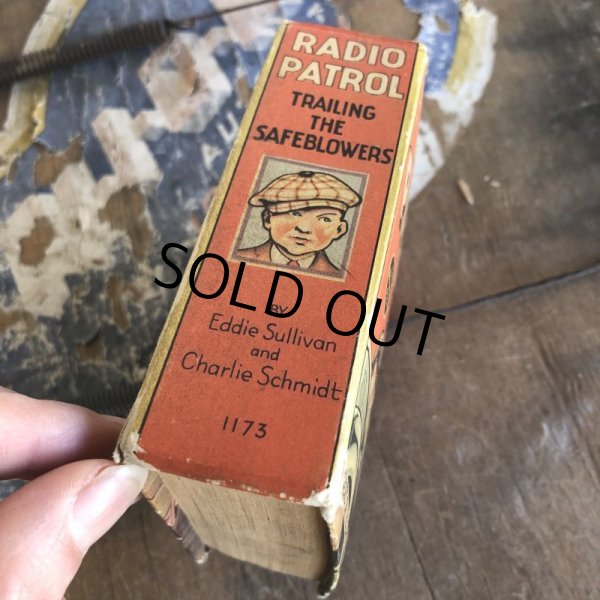 RADIO
PATROL
TRAILING
THE
SAFEBLOWERS
SOLD OUT
BY
Eddie Sullivan
and
Charlie Schmidt
1173